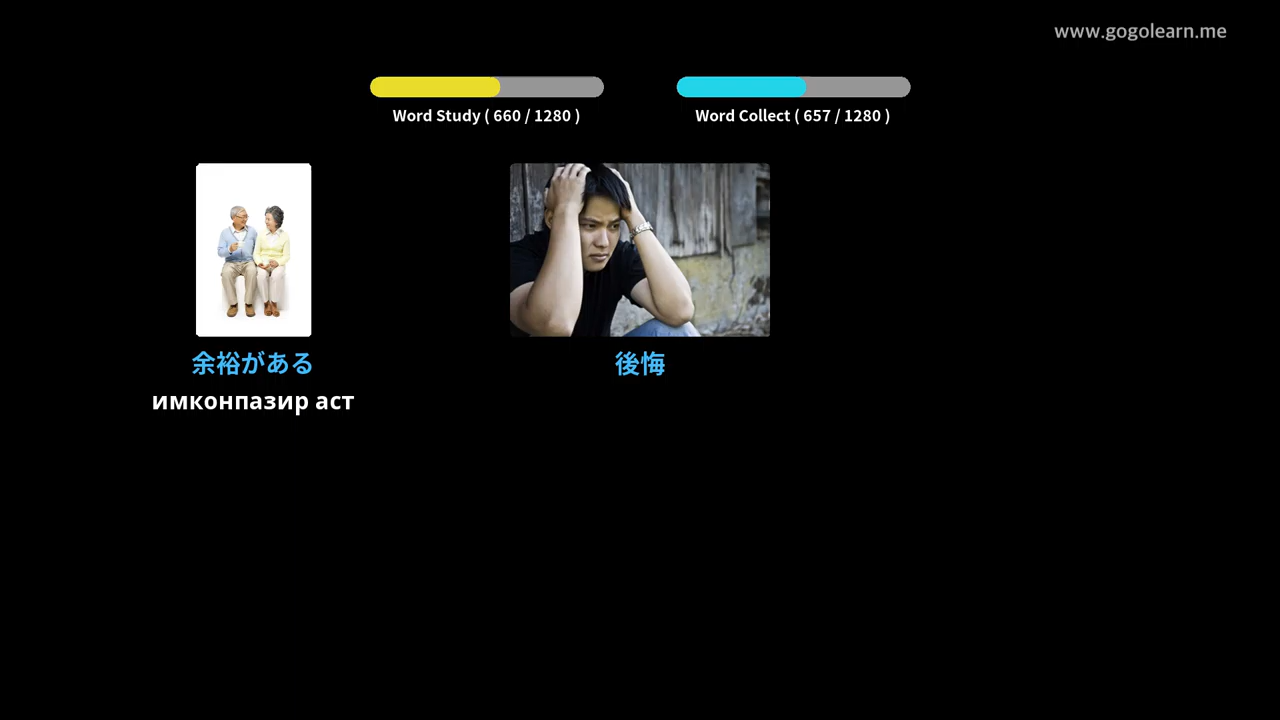 www.gogolearn.me
Word Study ( 660 / 1280 )
Word Collect ( 657 / 1280 )
余裕がある
後悔
имконпазир аст